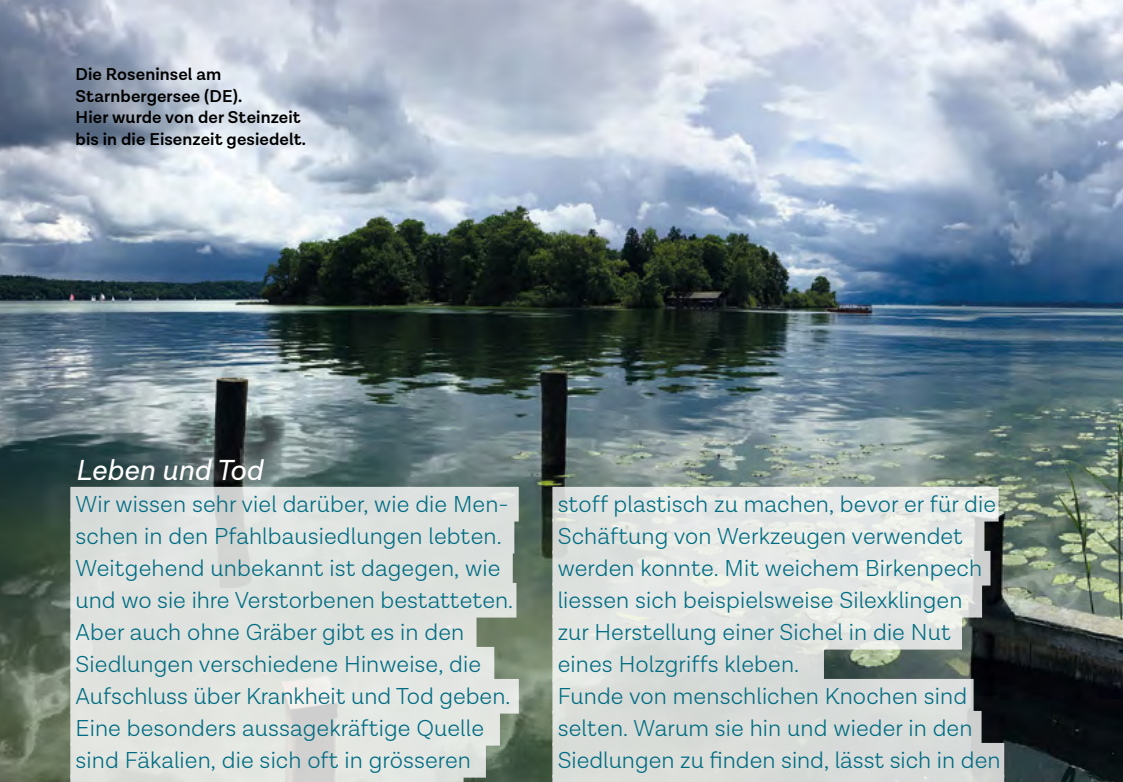 Die Roseninsel am
Starnbergersee (DE).
Hier wurde von der Steinzeit
bis in die Eisenzeit gesiedelt.
Leben und Tod
Wir wissen sehr viel darüber, wie die Men-
schen in den Pfahlbausiedlungen lebten.
Weitgehend unbekannt ist dagegen, wie
und wo sie ihre Verstorbenen bestatteten.
Aber auch ohne Gräber gibt es in den
Siedlungen verschiedene Hinweise, die
Aufschluss über Krankheit und Tod geben.
Eine besonders aussagekräftige Quelle
sind Fäkalien, die sich oft in grösseren
stoff plastisch zu machen, bevor er für die
Schäftung von Werkzeugen verwendet
werden konnte. Mit weichem Birkenpech
liessen sich beispielsweise Silexklingen
zur Herstellung einer Sichel in die Nut
eines Holzgriffs kleben.
Funde von menschlichen Knochen sind
selten. Warum sie hin und wieder in den
Siedlungen zu finden sind, lässt sich in den